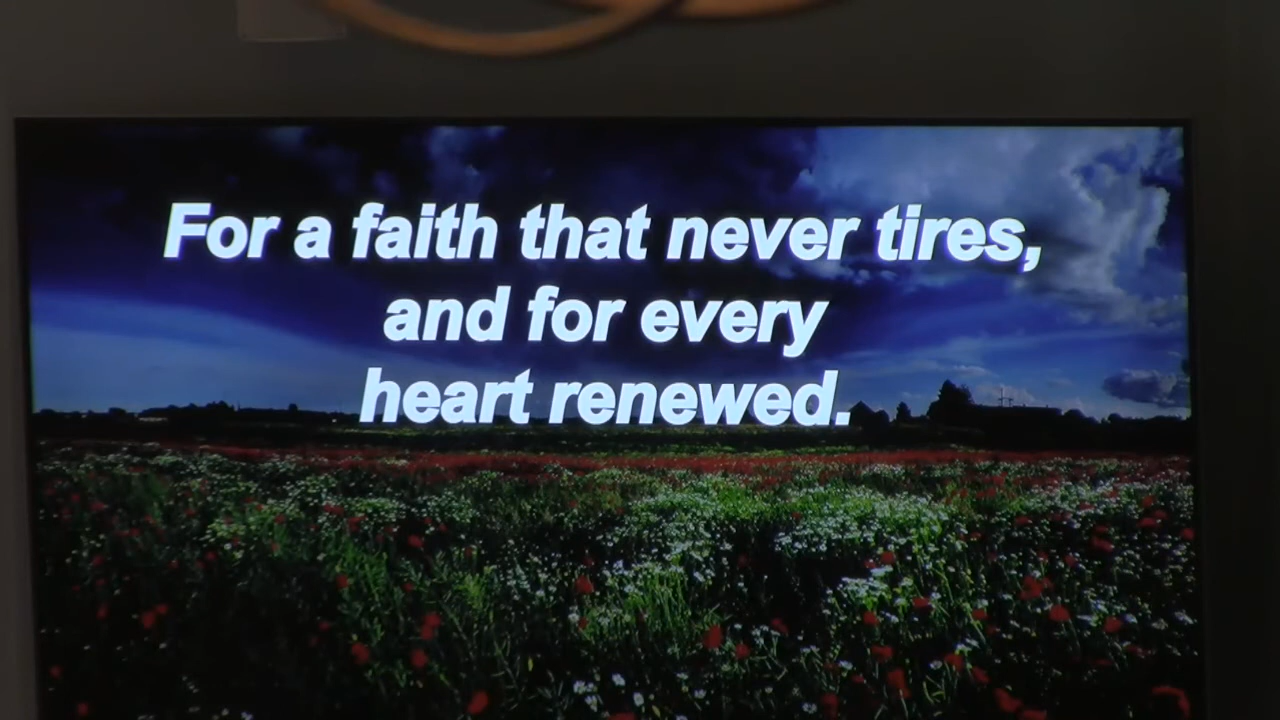 For a faith that never tires,
and for every
heart renewed.